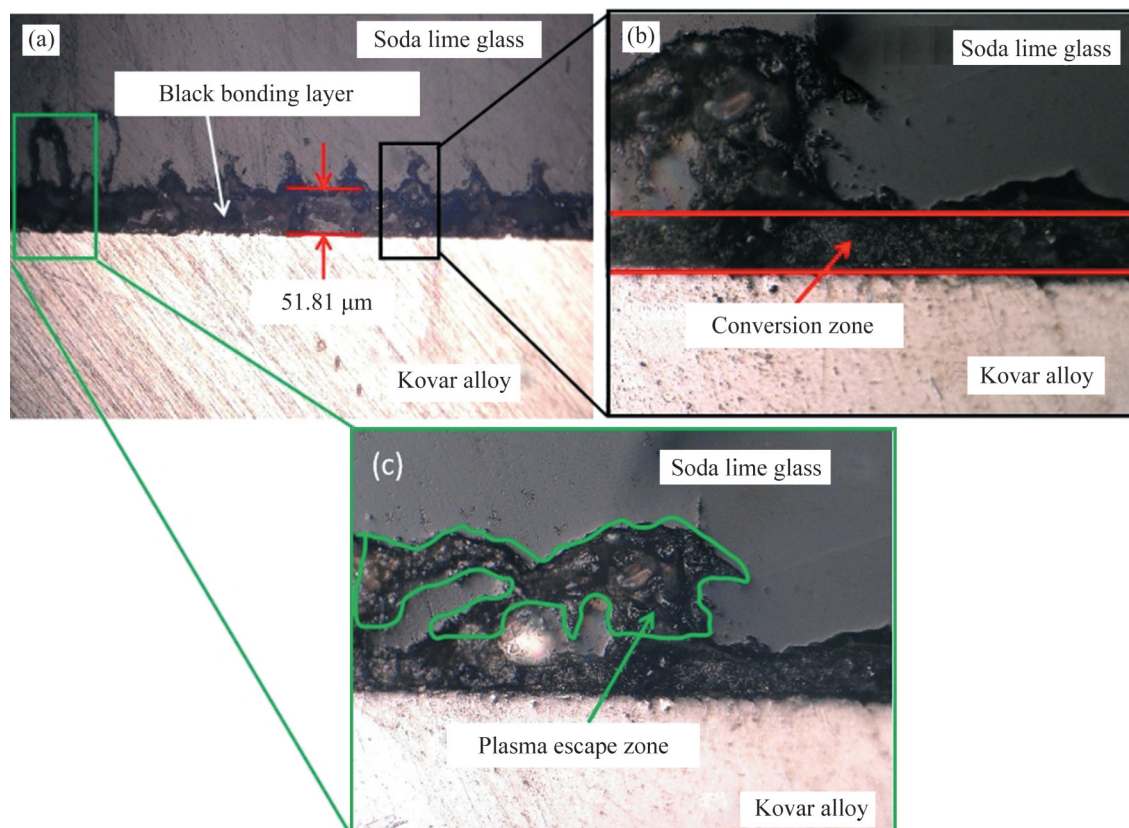 (a)
Soda lime glass
Black bonding layer
51.81 μm
Kovar alloy
(b)
Soda lime glass
Conversion zone
Kovar alloy
(c)
Soda lime glass
Plasma escape zone
Kovar alloy